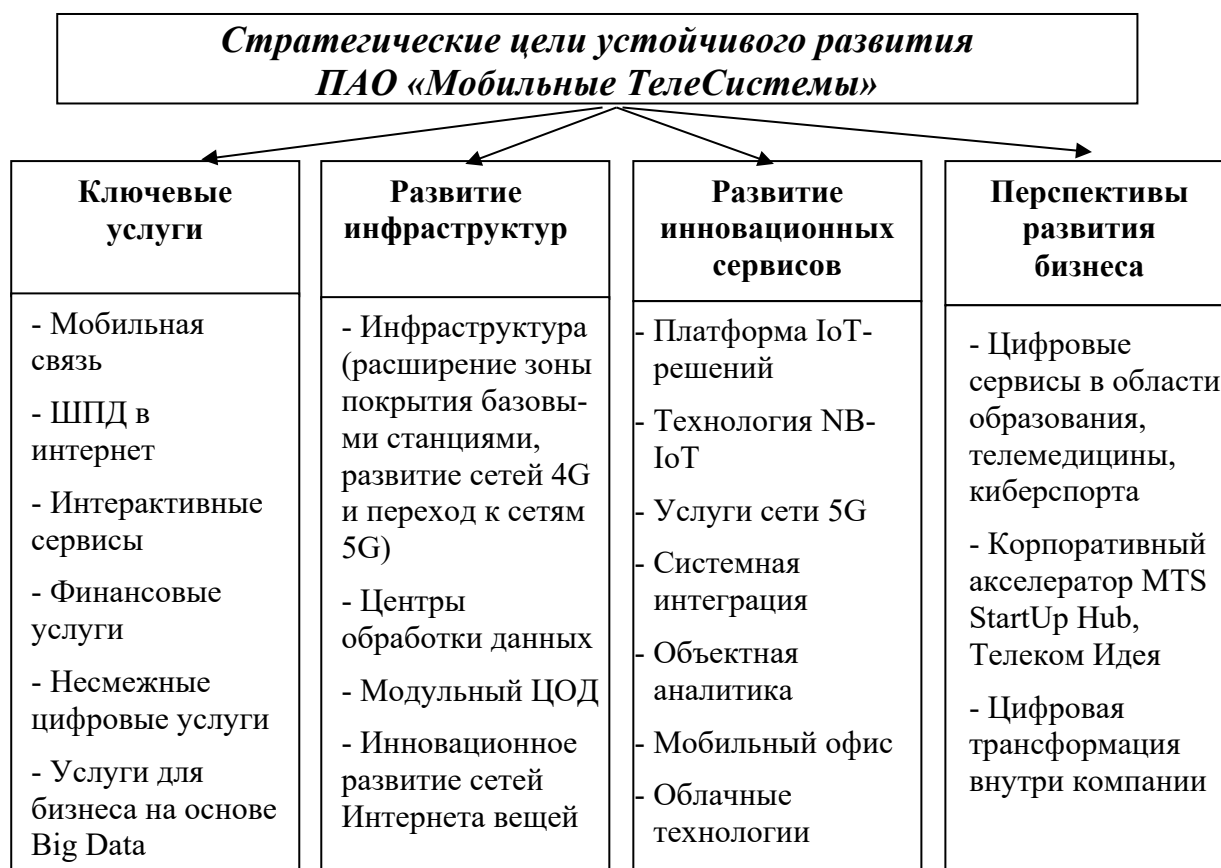 Стратегические цели устойчивого развития
ПАО «Мобильные ТелеСистемы»
Ключевые
услуги
- Мобильная
связь
- ШПД в
интернет
- Интерактивные
сервисы
- Финансовые
услуги
- Несмежные
цифровые услуги
- Услуги для
бизнеса на основе
Big Data
Развитие
инфраструктур
- Инфраструктура
(расширение зоны
покрытия базовы-
ми станциями,
развитие сетей 4G
и переход к сетям
5G)
- Центры
обработки данных
- Модульный ЦОД
- Инновационное
развитие сетей
Интернета вещей
Развитие
инновационных
сервисов
- Платформа IoT-
решений
- Технология NB-
IoT
- Услуги сети 5G
- Системная
интеграция
- Объектная
аналитика
- Мобильный офис
- Облачные
технологии
Перспективы
развития
бизнеса
- Цифровые
сервисы в области
образования,
телемедицины,
киберспорта
- Корпоративный
акселератор MTS
StartUp Hub,
Телеком Идея
- Цифровая
трансформация
внутри компании